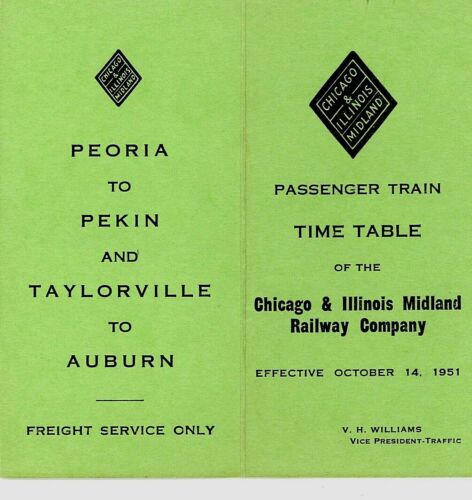 CHICAGO
&
ILLINOIS
MIDLAND
PEORIA
TO
PEKIN
AND
TAYLORVILLE
TO
AUBURN
FREIGHT SERVICE ONLY
CHICAGO
&
ILLINOIS
MIDLAND
PASSENGER TRAIN
TIME TABLE
OF THE
Chicago & Illinois Midland
Railway Company
EFFECTIVE OCTOBER 14, 1951
V. H. WILLIAMS
VICE PRESIDENT-TRAFFIC